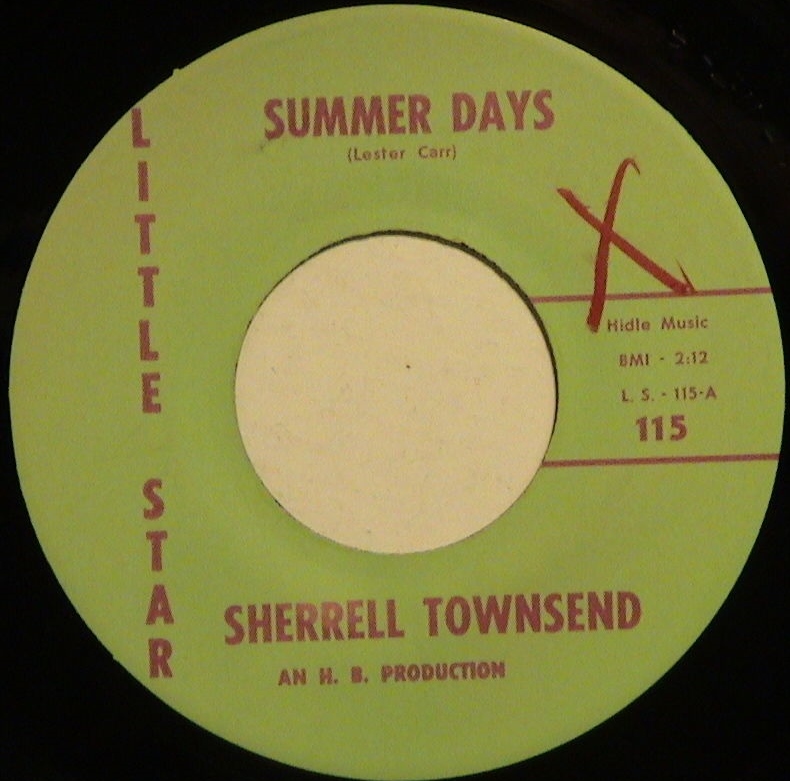 LITTLE STAR
SUMMER DAYS
(Lester Carr)
X
Hidle Music
BMI - 2:12
L. S. - 115-A
115
SHERRELL TOWNSEND
AN H. B. PRODUCTION